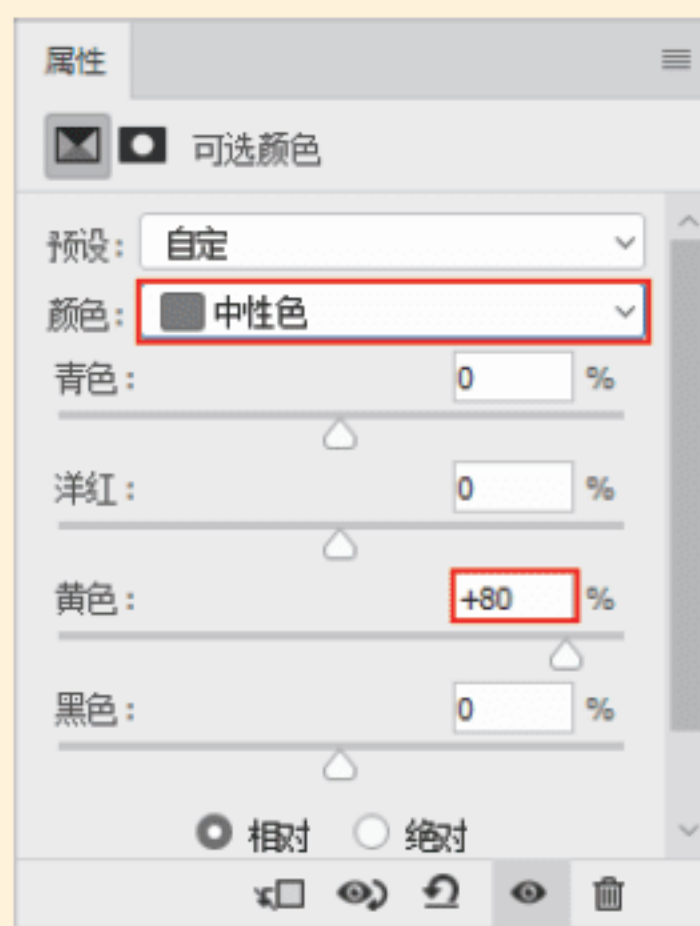 属性
可选颜色
预设：自定
颜色：中性色
青色：0 %
洋红：0 %
黄色：+80 %
黑色：0 %
相对 绝对